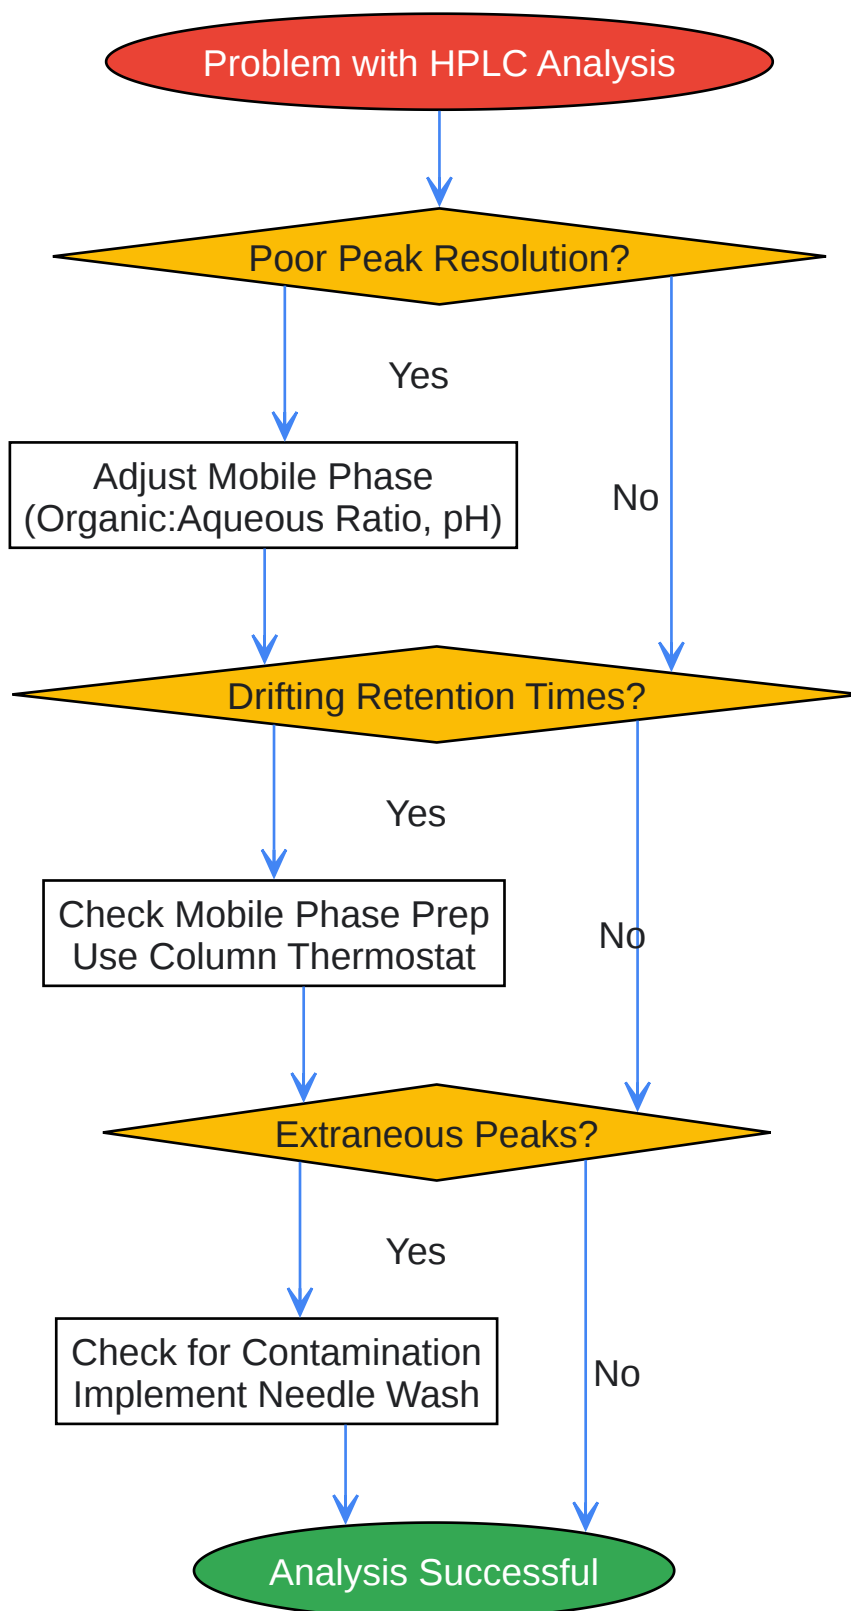 Problem with HPLC Analysis
Poor Peak Resolution?
Yes
Adjust Mobile Phase
(Organic:Aqueous Ratio, pH)
No
Drifting Retention Times?
Yes
Check Mobile Phase Prep
Use Column Thermostat
No
Extraneous Peaks?
Yes
Check for Contamination
Implement Needle Wash
No
Analysis Successful